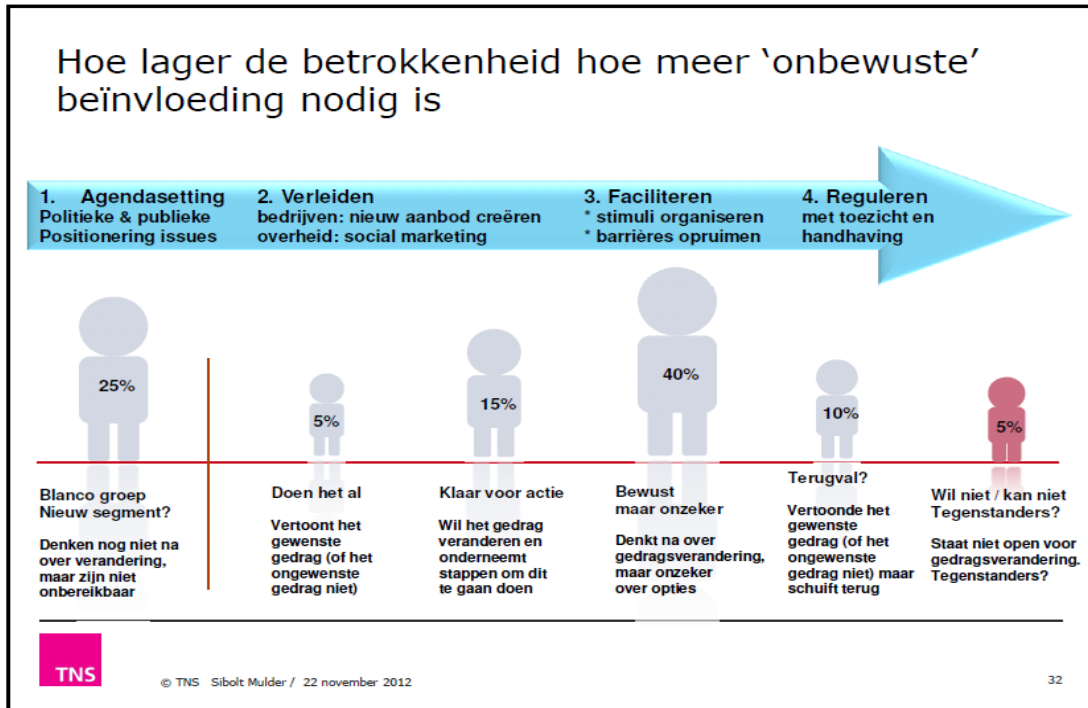 Hoe lager de betrokkenheid hoe meer ‘onbewuste’
beïnvloeding nodig is
1. Agendasetting
Politieke & publieke
Positionering issues
2. Verleiden
bedrijven: nieuw aanbod creëren
overheid: social marketing
3. Faciliteren
* stimuli organiseren
* barrières opruimen
4. Reguleren
met toezicht en
handhaving
25%
5%
15%
40%
10%
5%
Blanco groep
Nieuw segment?
Denken nog niet na
over verandering,
maar zijn niet
onbereikbaar
Doen het al
Vertoont het
gewenste
gedrag (of het
ongewenste
gedrag niet)
Klaar voor actie
Wil het gedrag
veranderen en
onderneemt
stappen om dit
te gaan doen
Bewust
maar onzeker
Denkt na over
gedragsverandering,
maar onzeker
over opties
Terugval?
Vertoonde het
gewenste
gedrag (of het
ongewenste
gedrag niet) maar
schuift terug
Wil niet / kan niet
Tegenstanders?
Staat niet open voor
gedragsverandering.
Tegenstanders?
TNS
© TNS Sibolt Mulder / 22 november 2012
32